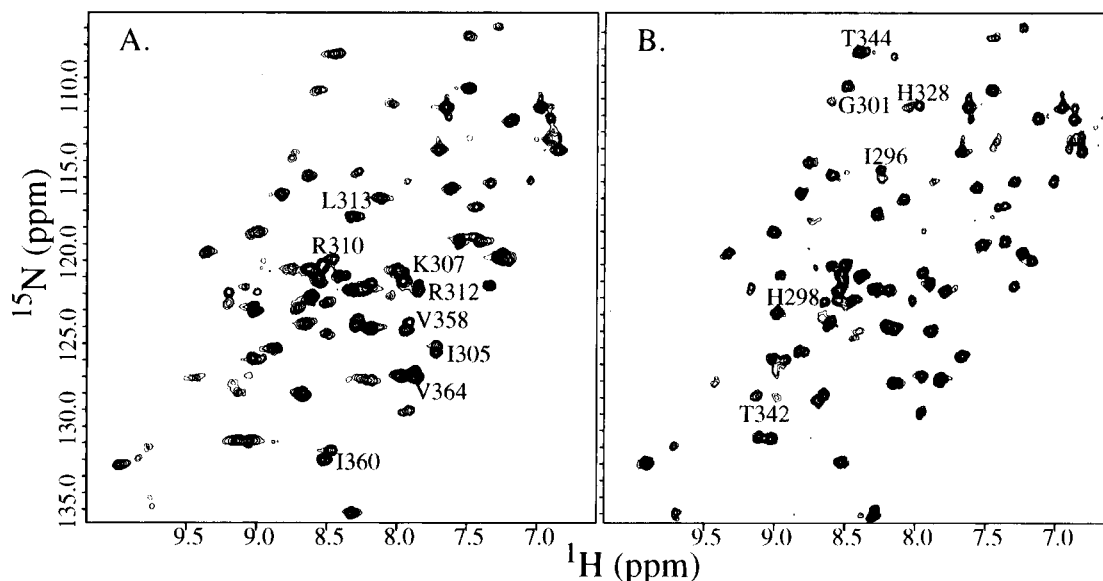 A.
B.
T344
G301
H328
I296
L313
R310
K307
R312
H298
V358
I305
V364
T342
I360
110.0
115.0
120.0
125.0
130.0
135.0
15N (ppm)
9.5 9.0 8.5 8.0 7.5 7.0
9.5 9.0 8.5 8.0 7.5 7.0
1H (ppm)